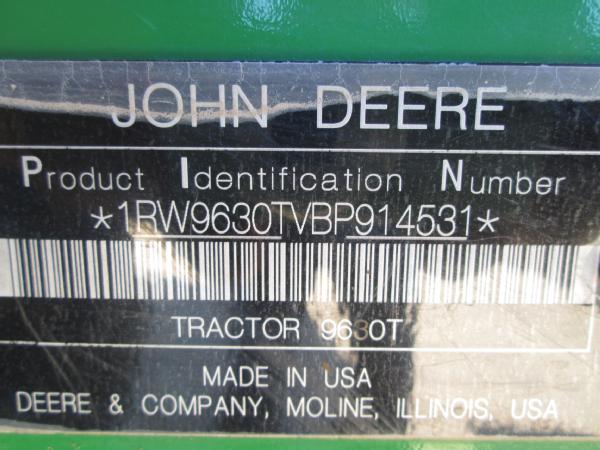 JOHN DEERE
Product Identification Number
*1RW9630TVBP914531*
TRACTOR 9630T
MADE IN USA
DEERE & COMPANY, MOLINE, ILLINOIS, USA